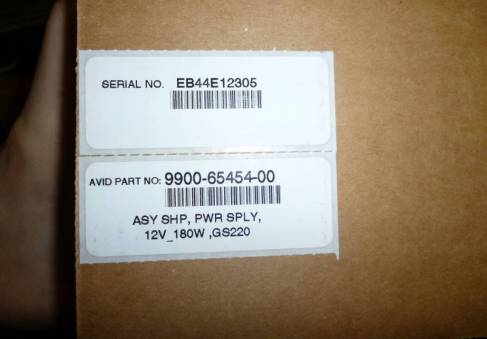 SERIAL NO. EB44E12305
AVID PART NO: 9900-65454-00
ASY SHP, PWR SPLY,
12V_180W ,GS220